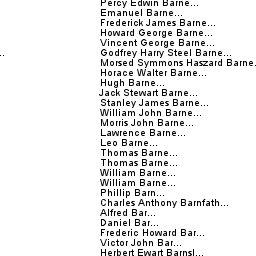 Percy Edwin Barne...
Emanuel Barne...
Frederick James Barne...
Howard George Barne...
Vincent George Barne...
..
Godfrey Harry Steel Barne...
Morsed Symmons Haszard Barne.
Horace Walter Barne...
Hugh Barne...
Jack Stewart Barne...
Stanley James Barne...
William John Barne...
Morris John Barne...
Lawrence Barne...
Leo Barne...
Thomas Barne...
Thomas Barne...
William Barne...
William Barne...
Phillip Barn...
Charles Anthony Barnfath...
Alfred Bar...
Daniel Bar...
Frederic Howard Bar...
Victor John Bar...
Herbert Ewart Barnsl...